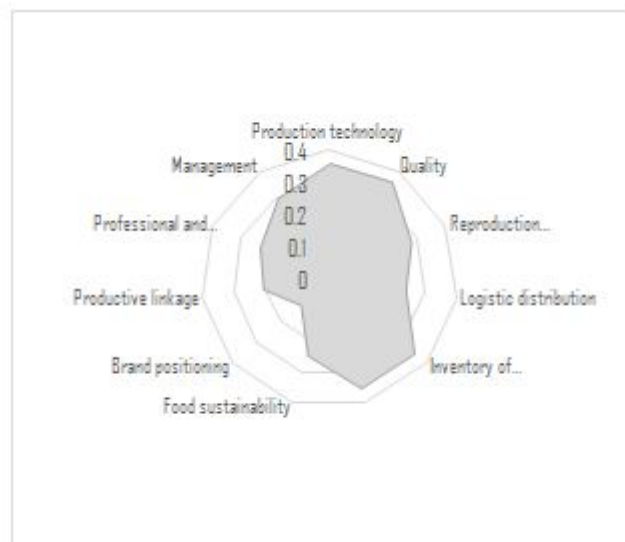 Production technology
0.4
Management
Quality
0.3
Professional and...
0.2
Reproduction...
0.1
0
Productive linkage
Logistic distribution
Brand positioning
Inventory of...
Food sustainability